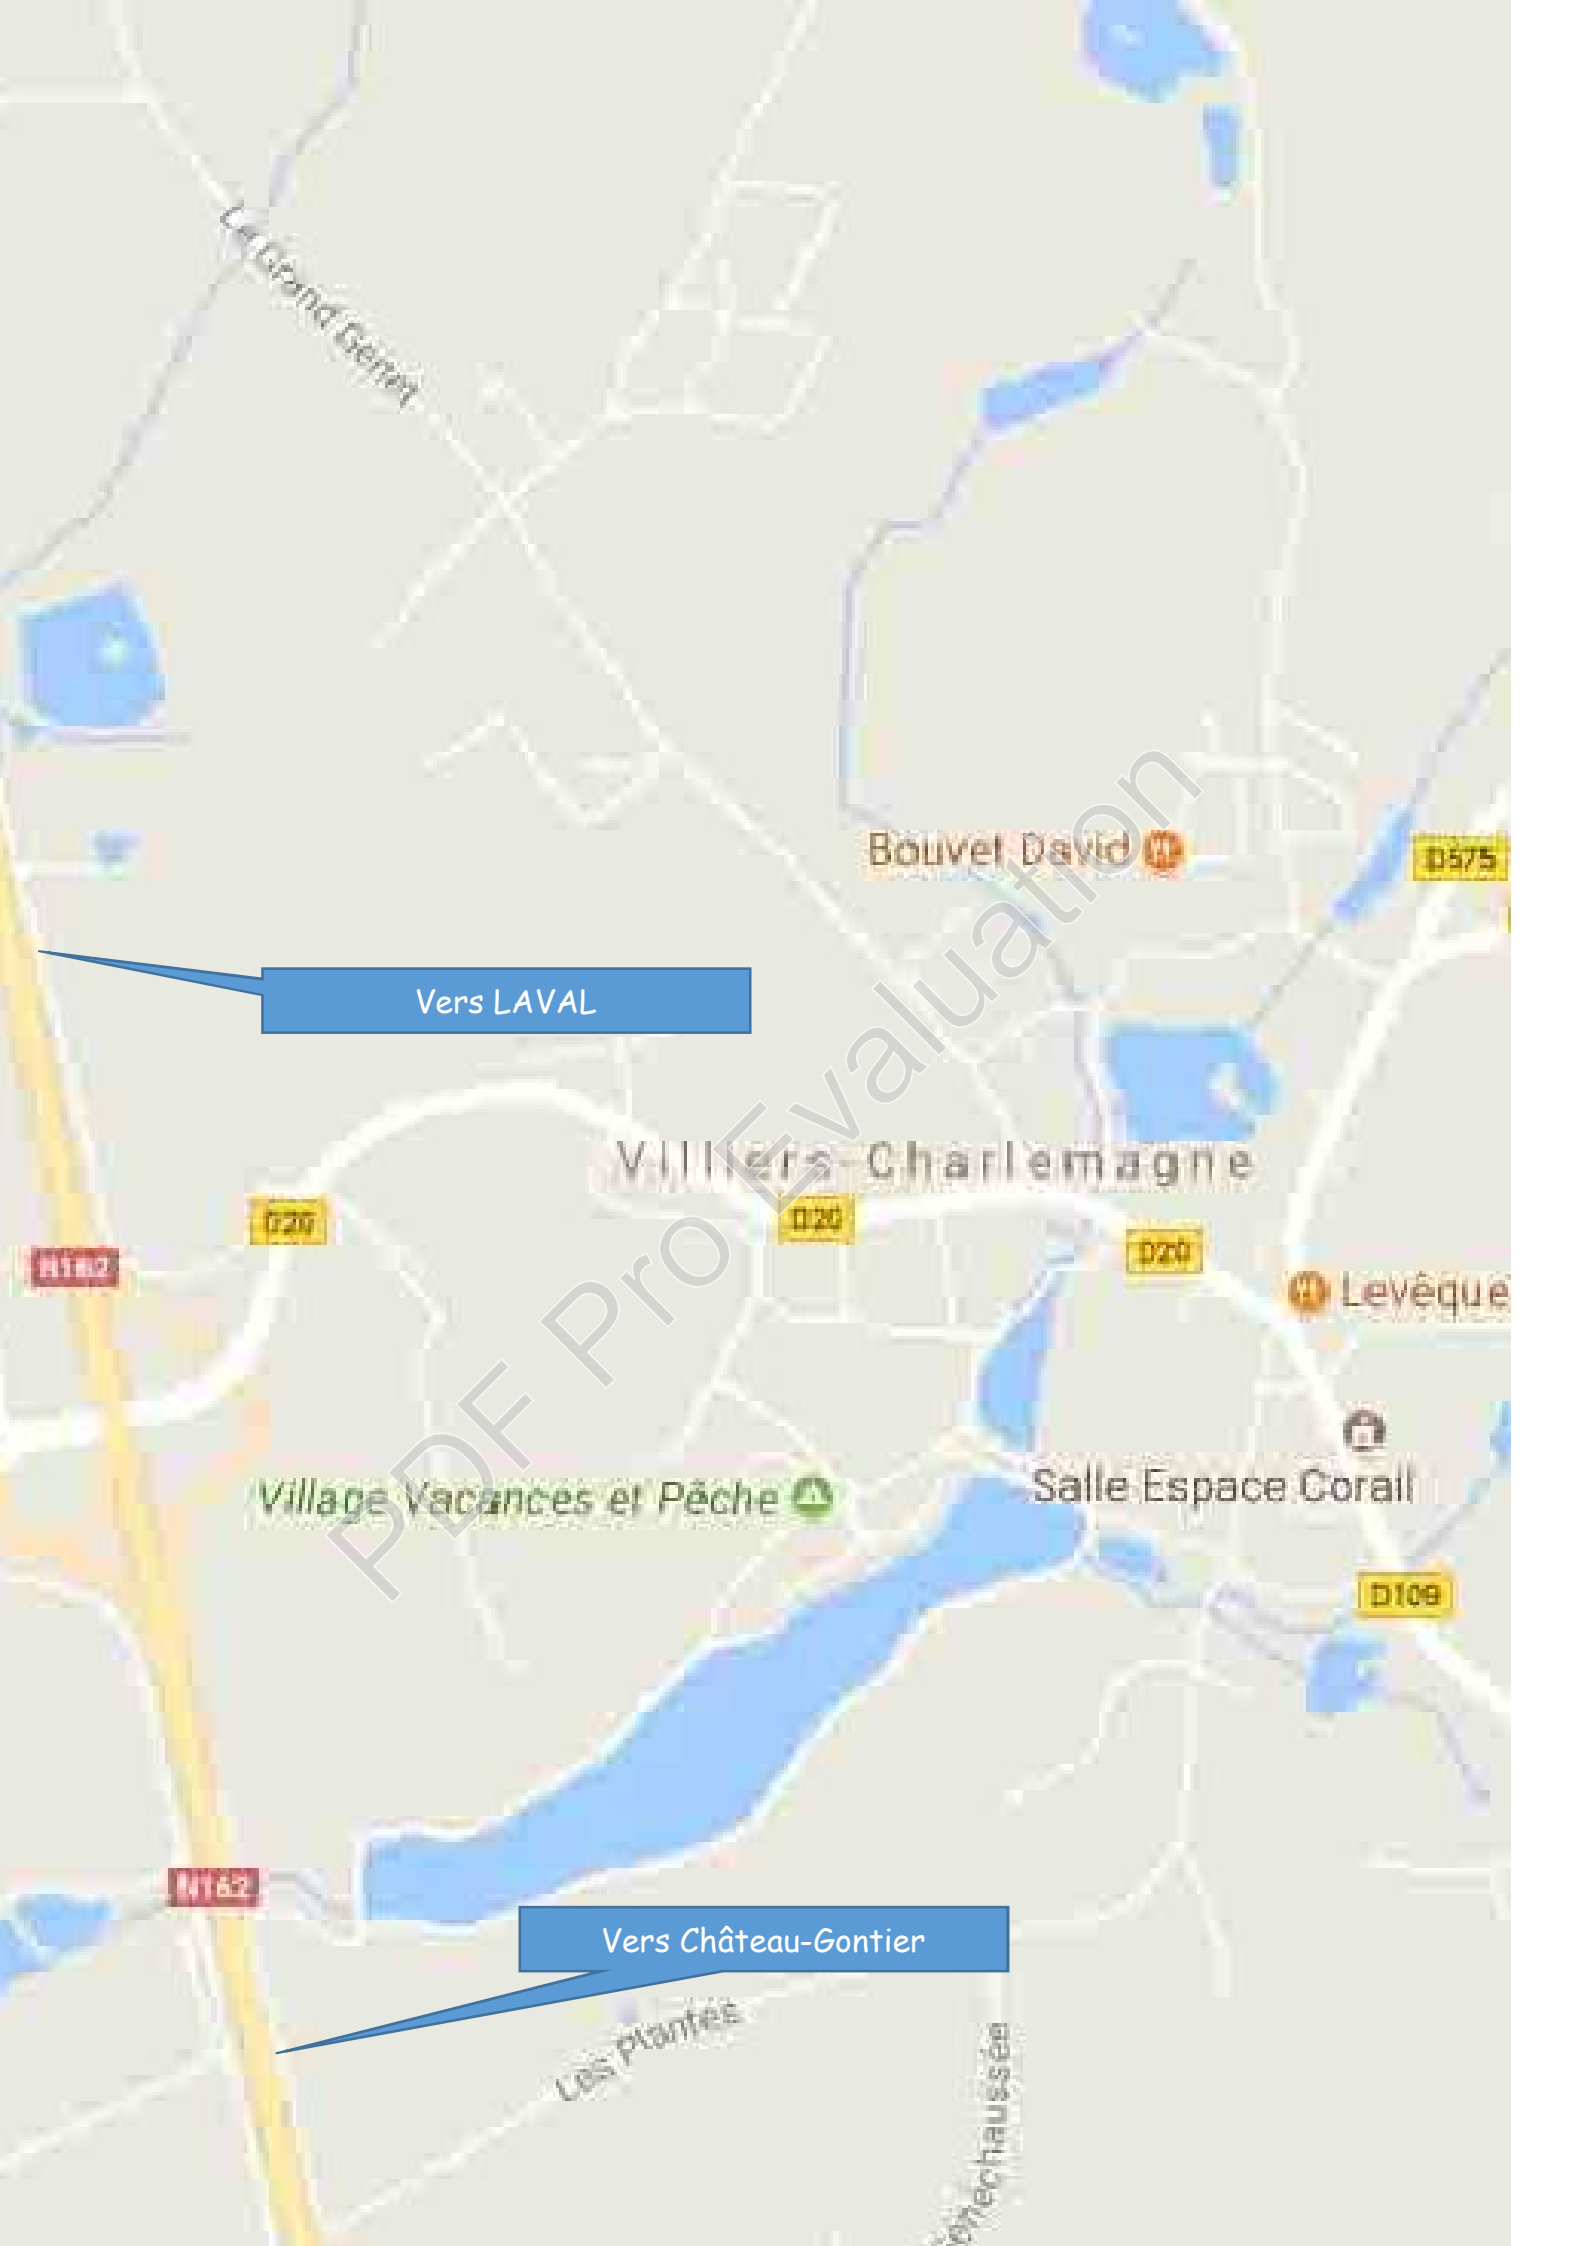 Le Grand Genet
Bouvet David
D575
Vers LAVAL
Villiers-Charlemagne
D20
D20
D20
N162
Levêque
Village Vacances et Pêche
Salle Espace Corail
D109
N162
Vers Château-Gontier
Les Plantes
nechaussée
PDF Pro Evaluation